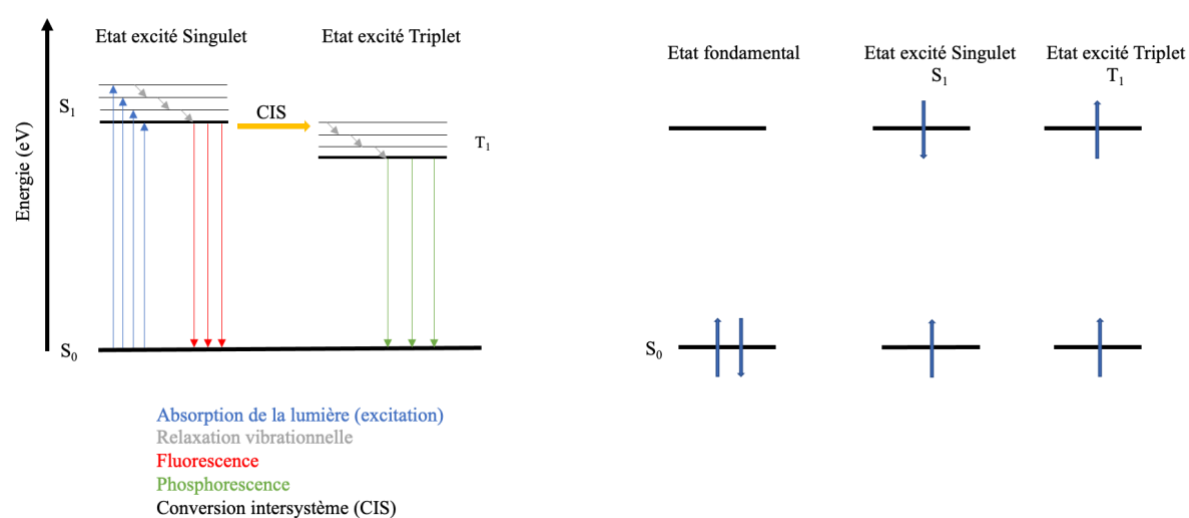 Etat excité Singulet
Etat excité Triplet
Energie (eV)
S₁
CIS
T₁
S₀
Absorption de la lumière (excitation)
Relaxation vibrationnelle
Fluorescence
Phosphorescence
Conversion intersystème (CIS)
Etat fondamental
Etat excité Singulet
S₁
Etat excité Triplet
T₁
S₀